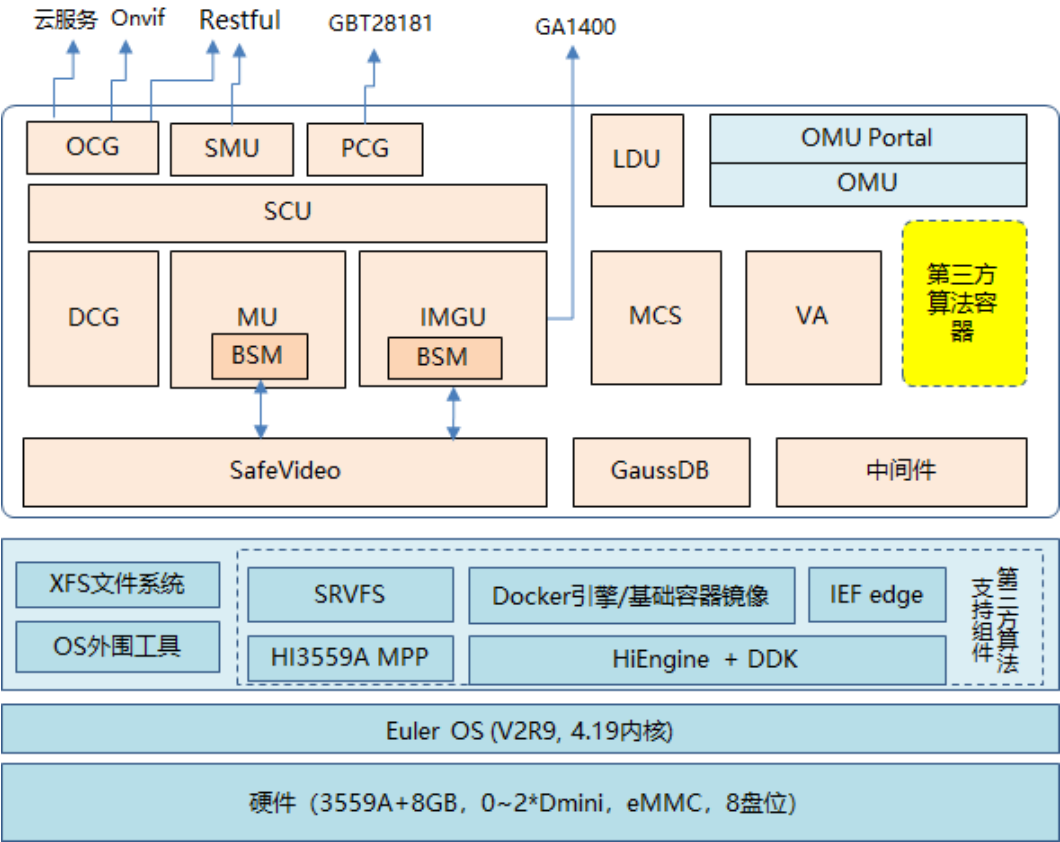 云服务 Onvif Restful GBT28181 GA1400
OCG SMU PCG LDU OMU Portal
OMU
SCU
DCG MU IMGU MCS VA 第三方
算法容
器
BSM BSM
SafeVideo GaussDB 中间件
XFS文件系统 SRVFS Docker引擎/基础容器镜像 IEF edge
OS外围工具 HI3559A MPP HiEngine + DDK
第三方算法
支持组件
Euler OS (V2R9, 4.19内核)
硬件（3559A+8GB，0~2*Dmini，eMMC，8盘位）